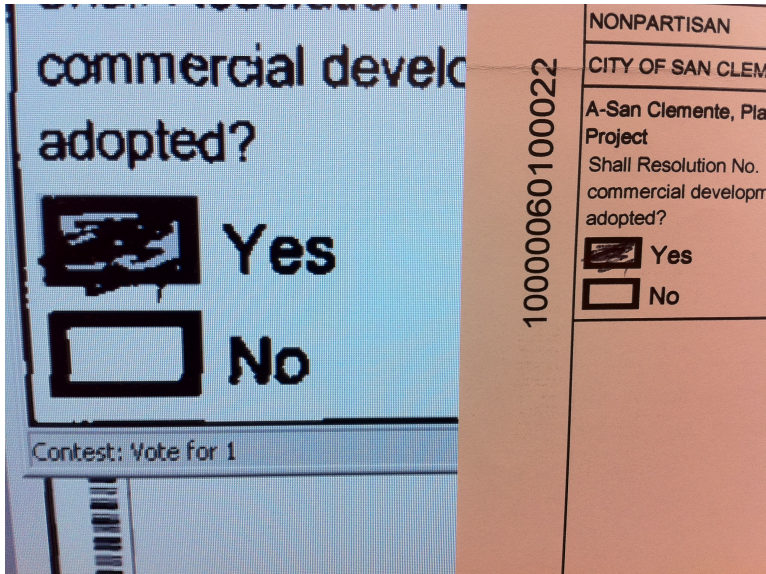 commercial develo
adopted?
Yes
No
Contest: Vote for 1
1000060100022
NONPARTISAN
CITY OF SAN CLEM
A-San Clemente, Pla
Project
Shall Resolution No.
commercial developm
adopted?
Yes
No